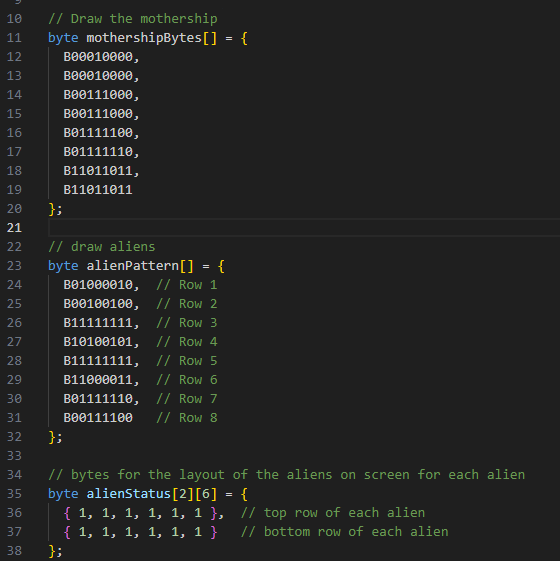 10 // Draw the mothership
11 byte mothershipBytes[] = {
12 B00010000,
13 B00010000,
14 B00111000,
15 B00111000,
16 B01111100,
17 B01111110,
18 B11011011,
19 B11011011
20 };
21
22 // draw aliens
23 byte alienPattern[] = {
24 B01000010, // Row 1
25 B00100100, // Row 2
26 B11111111, // Row 3
27 B10100101, // Row 4
28 B11111111, // Row 5
29 B11000011, // Row 6
30 B01111110, // Row 7
31 B00111100 // Row 8
32 };
33
34 // bytes for the layout of the aliens on screen for each alien
35 byte alienStatus[2][6] = {
36 { 1, 1, 1, 1, 1, 1 }, // top row of each alien
37 { 1, 1, 1, 1, 1, 1 } // bottom row of each alien
38 };